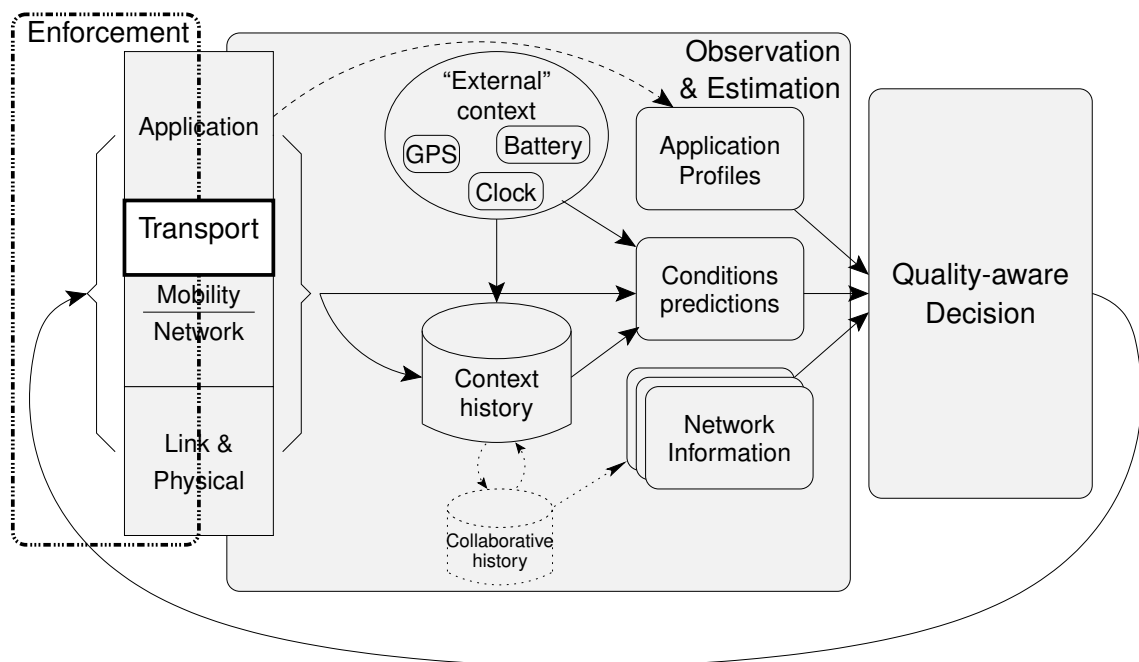 Enforcement
Observation
& Estimation
“External”
context
GPS
Battery
Clock
Application
Transport
Mobility
Network
Link &
Physical
Application
Profiles
Conditions
predictions
Context
history
Network
Information
Collaborative
history
Quality-aware
Decision